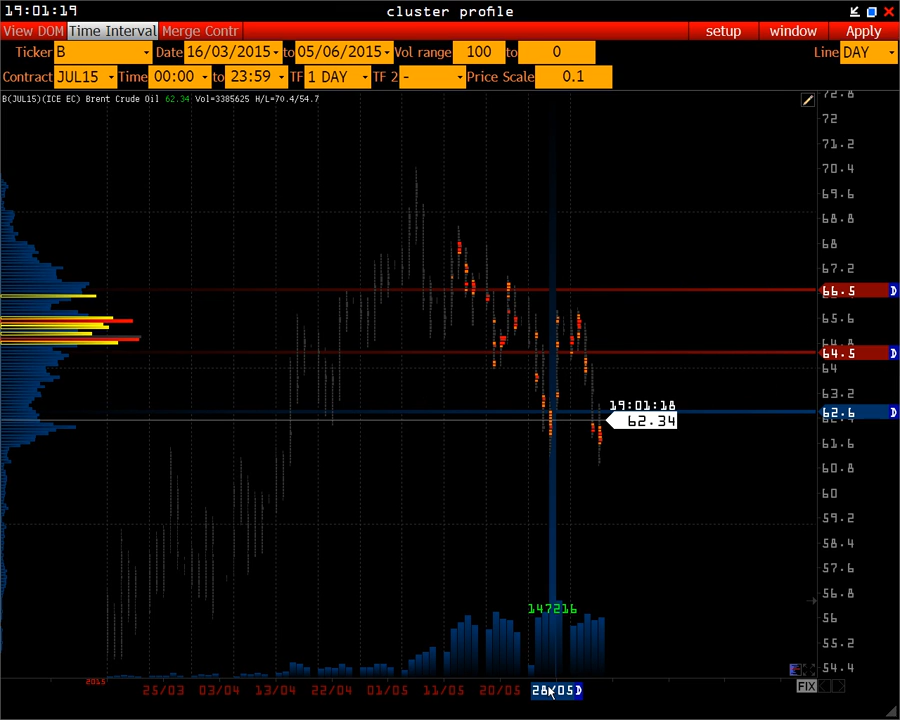 19:01:19 cluster profile
View DOM Time Interval Merge Contr setup window Apply
Ticker B Date 16/03/2015 to 05/06/2015 Vol range 100 to 0 Line DAY
Contract JUL15 Time 00:00 to 23:59 TF 1 DAY TF 2 - Price Scale 0.1
B(JUL15)(ICE EC) Brent Crude Oil 62.34 Vol=3385625 H/L=70.4/54.7
72.8
72
71.2
70.4
69.6
68.8
68
67.2
66.5 D
65.6
64.8
64.5 D
64
63.2
19:01:18
62.6 D
62.34
61.6
60.8
60
59.2
58.4
57.6
56.8
147216
56
55.2
54.4
2015
25/03 03/04 13/04 22/04 01/05 11/05 20/05 28/05 D
FIX